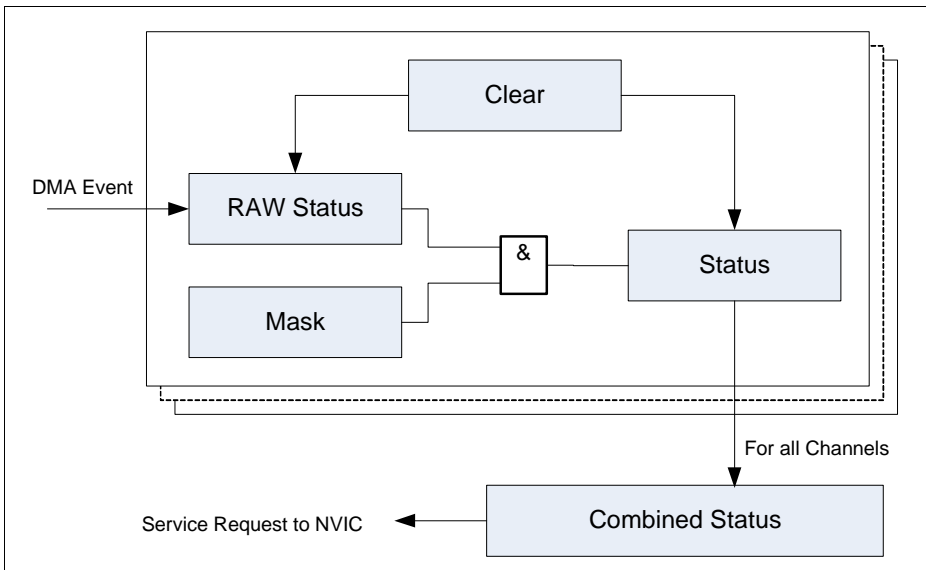 Clear
DMA Event
RAW Status
&
Status
Mask
For all Channels
Combined Status
Service Request to NVIC